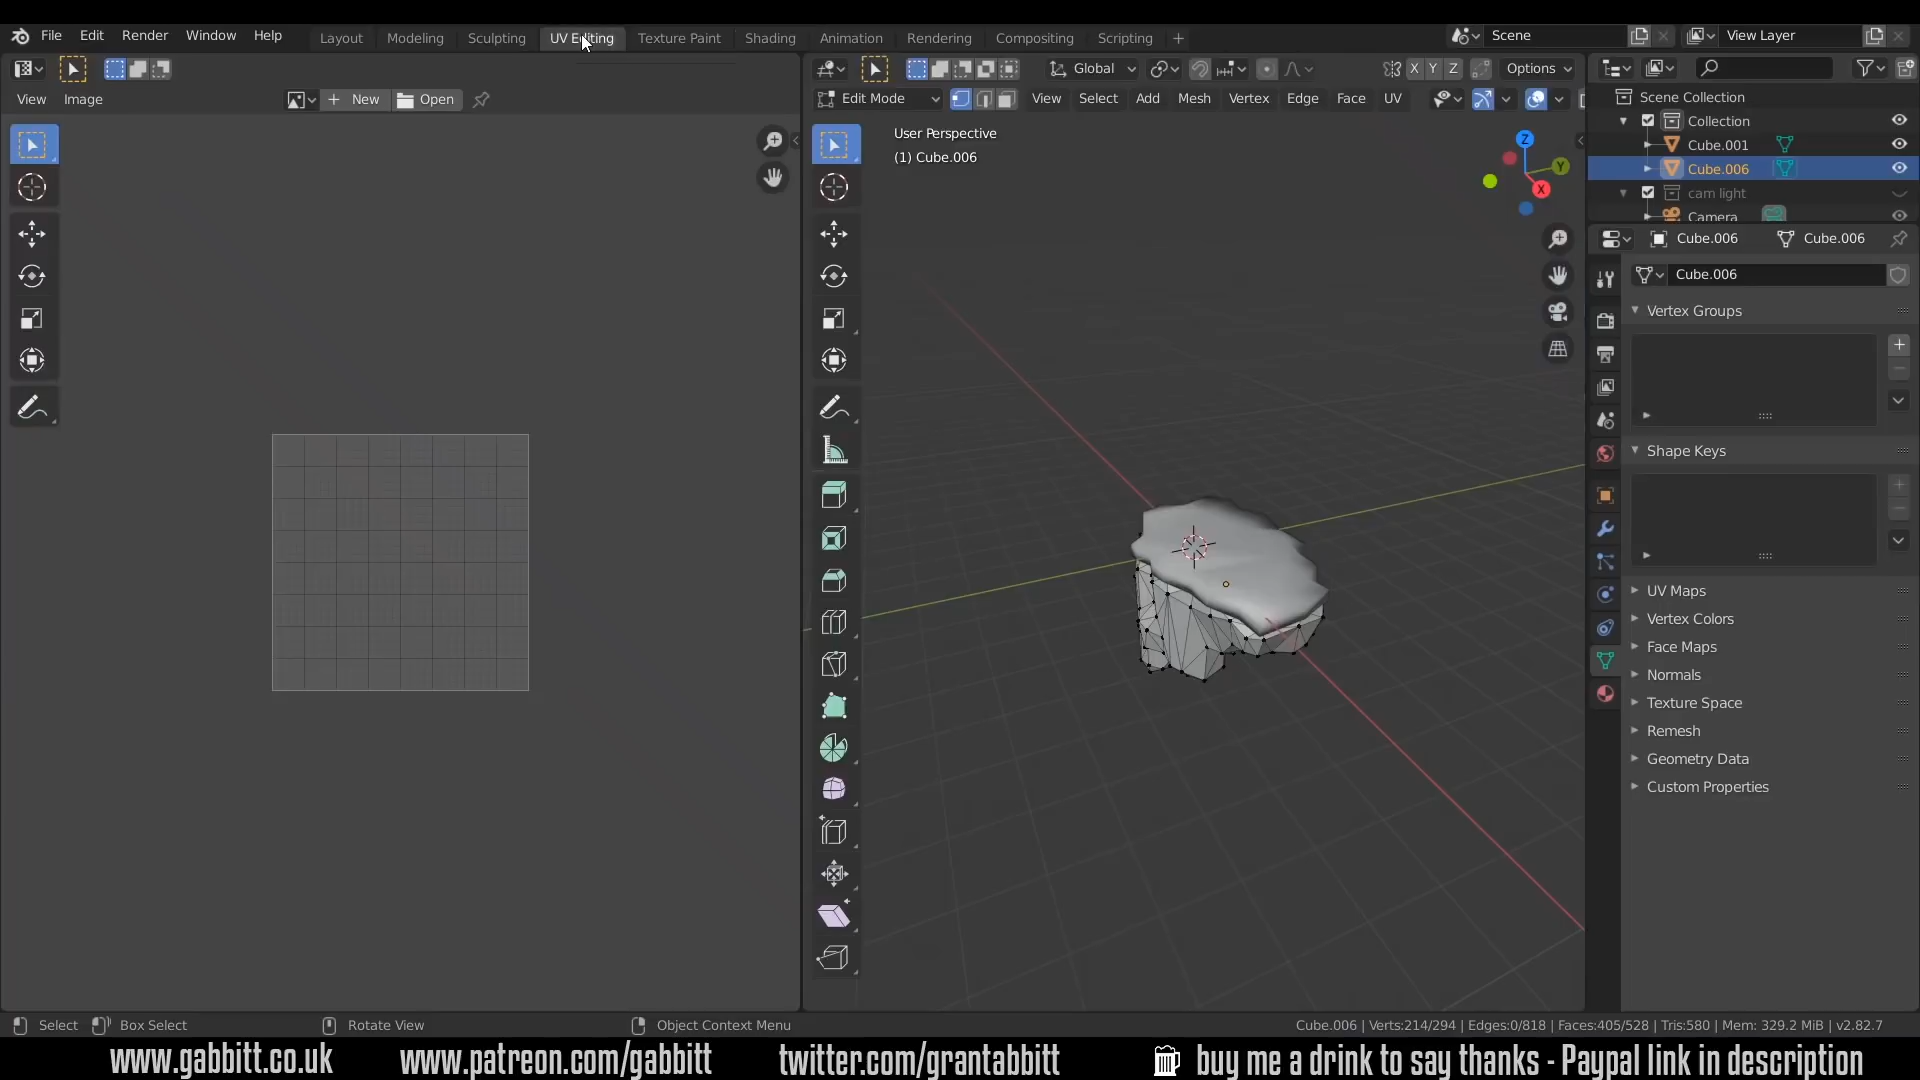 File Edit Render Window Help Layout Modeling Sculpting UV Editing Texture Paint Shading Animation Rendering Compositing Scripting Scene View Layer
Global X Y Z Options
View Image New Open Edit Mode View Select Add Mesh Vertex Edge Face UV
Scene Collection
Collection
Cube.001
Cube.006
cam light
Camera
User Perspective
(1) Cube.006
Z
Y
X
Cube.006 Cube.006
Cube.006
Vertex Groups
Shape Keys
UV Maps
Vertex Colors
Face Maps
Normals
Texture Space
Remesh
Geometry Data
Custom Properties
Select Box Select Rotate View Object Context Menu Cube.006 | Verts:214/294 | Edges:0/818 | Faces:405/528 | Tris:580 | Mem: 329.2 MiB | v2.82.7
www.gabbitt.co.uk www.patreon.com/gabbitt twitter.com/grantabbitt buy me a drink to say thanks - Paypal link in description